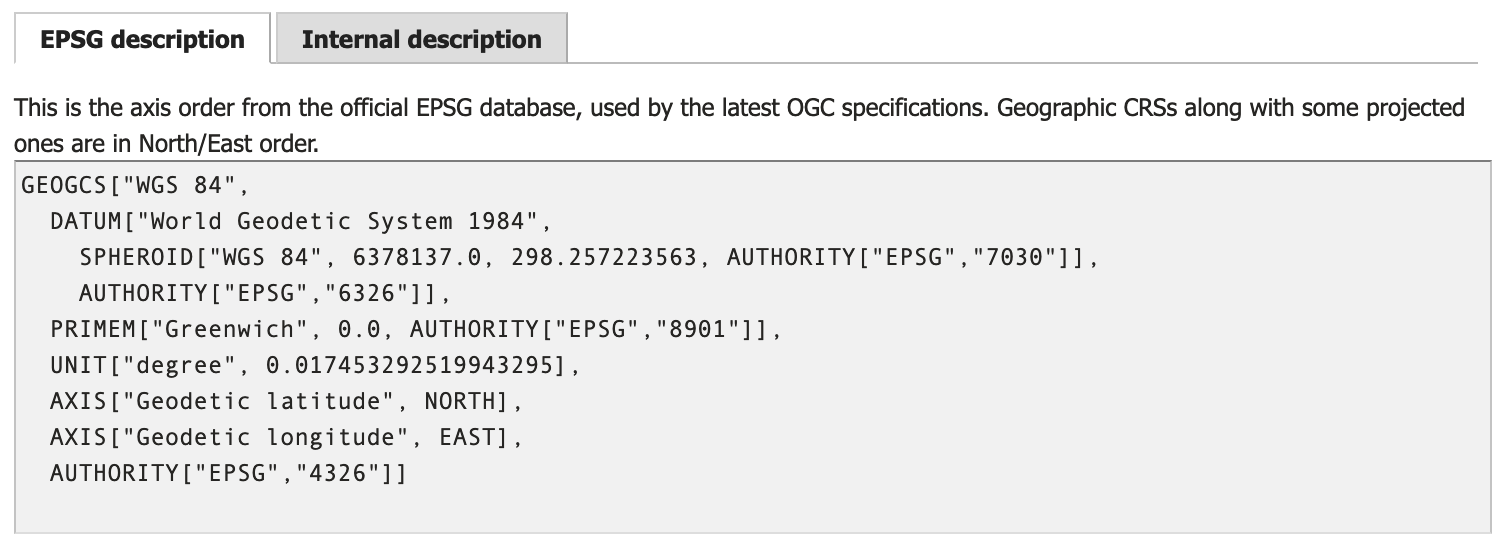 EPSG description Internal description
This is the axis order from the official EPSG database, used by the latest OGC specifications. Geographic CRSs along with some projected
ones are in North/East order.
GEOGCS["WGS 84",
  DATUM["World Geodetic System 1984",
    SPHEROID["WGS 84", 6378137.0, 298.257223563, AUTHORITY["EPSG","7030"]],
    AUTHORITY["EPSG","6326"]],
  PRIMEM["Greenwich", 0.0, AUTHORITY["EPSG","8901"]],
  UNIT["degree", 0.017453292519943295],
  AXIS["Geodetic latitude", NORTH],
  AXIS["Geodetic longitude", EAST],
  AUTHORITY["EPSG","4326"]]